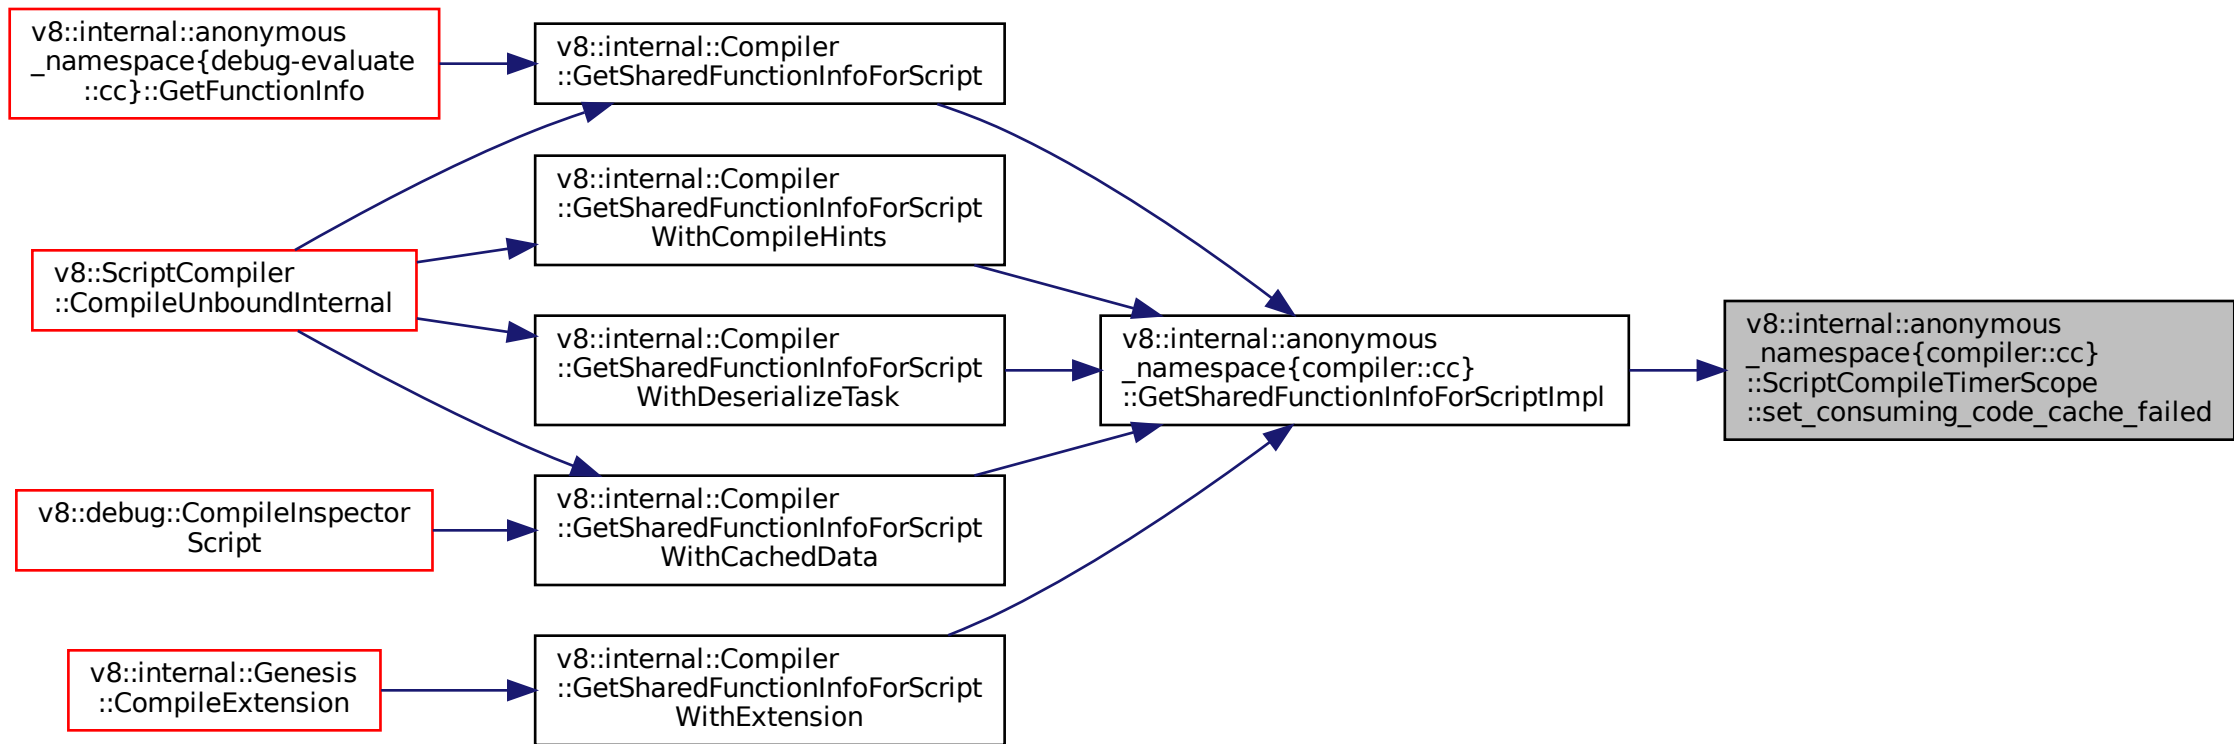 v8::internal::anonymous
_namespace{debug-evaluate
::cc}::GetFunctionInfo
v8::ScriptCompiler
::CompileUnboundInternal
v8::debug::CompileInspector
Script
v8::internal::Genesis
::CompileExtension
v8::internal::Compiler
::GetSharedFunctionInfoForScript
v8::internal::Compiler
::GetSharedFunctionInfoForScript
WithCompileHints
v8::internal::Compiler
::GetSharedFunctionInfoForScript
WithDeserializeTask
v8::internal::Compiler
::GetSharedFunctionInfoForScript
WithCachedData
v8::internal::Compiler
::GetSharedFunctionInfoForScript
WithExtension
v8::internal::anonymous
_namespace{compiler::cc}
::GetSharedFunctionInfoForScriptImpl
v8::internal::anonymous
_namespace{compiler::cc}
::ScriptCompileTimerScope
::set_consuming_code_cache_failed